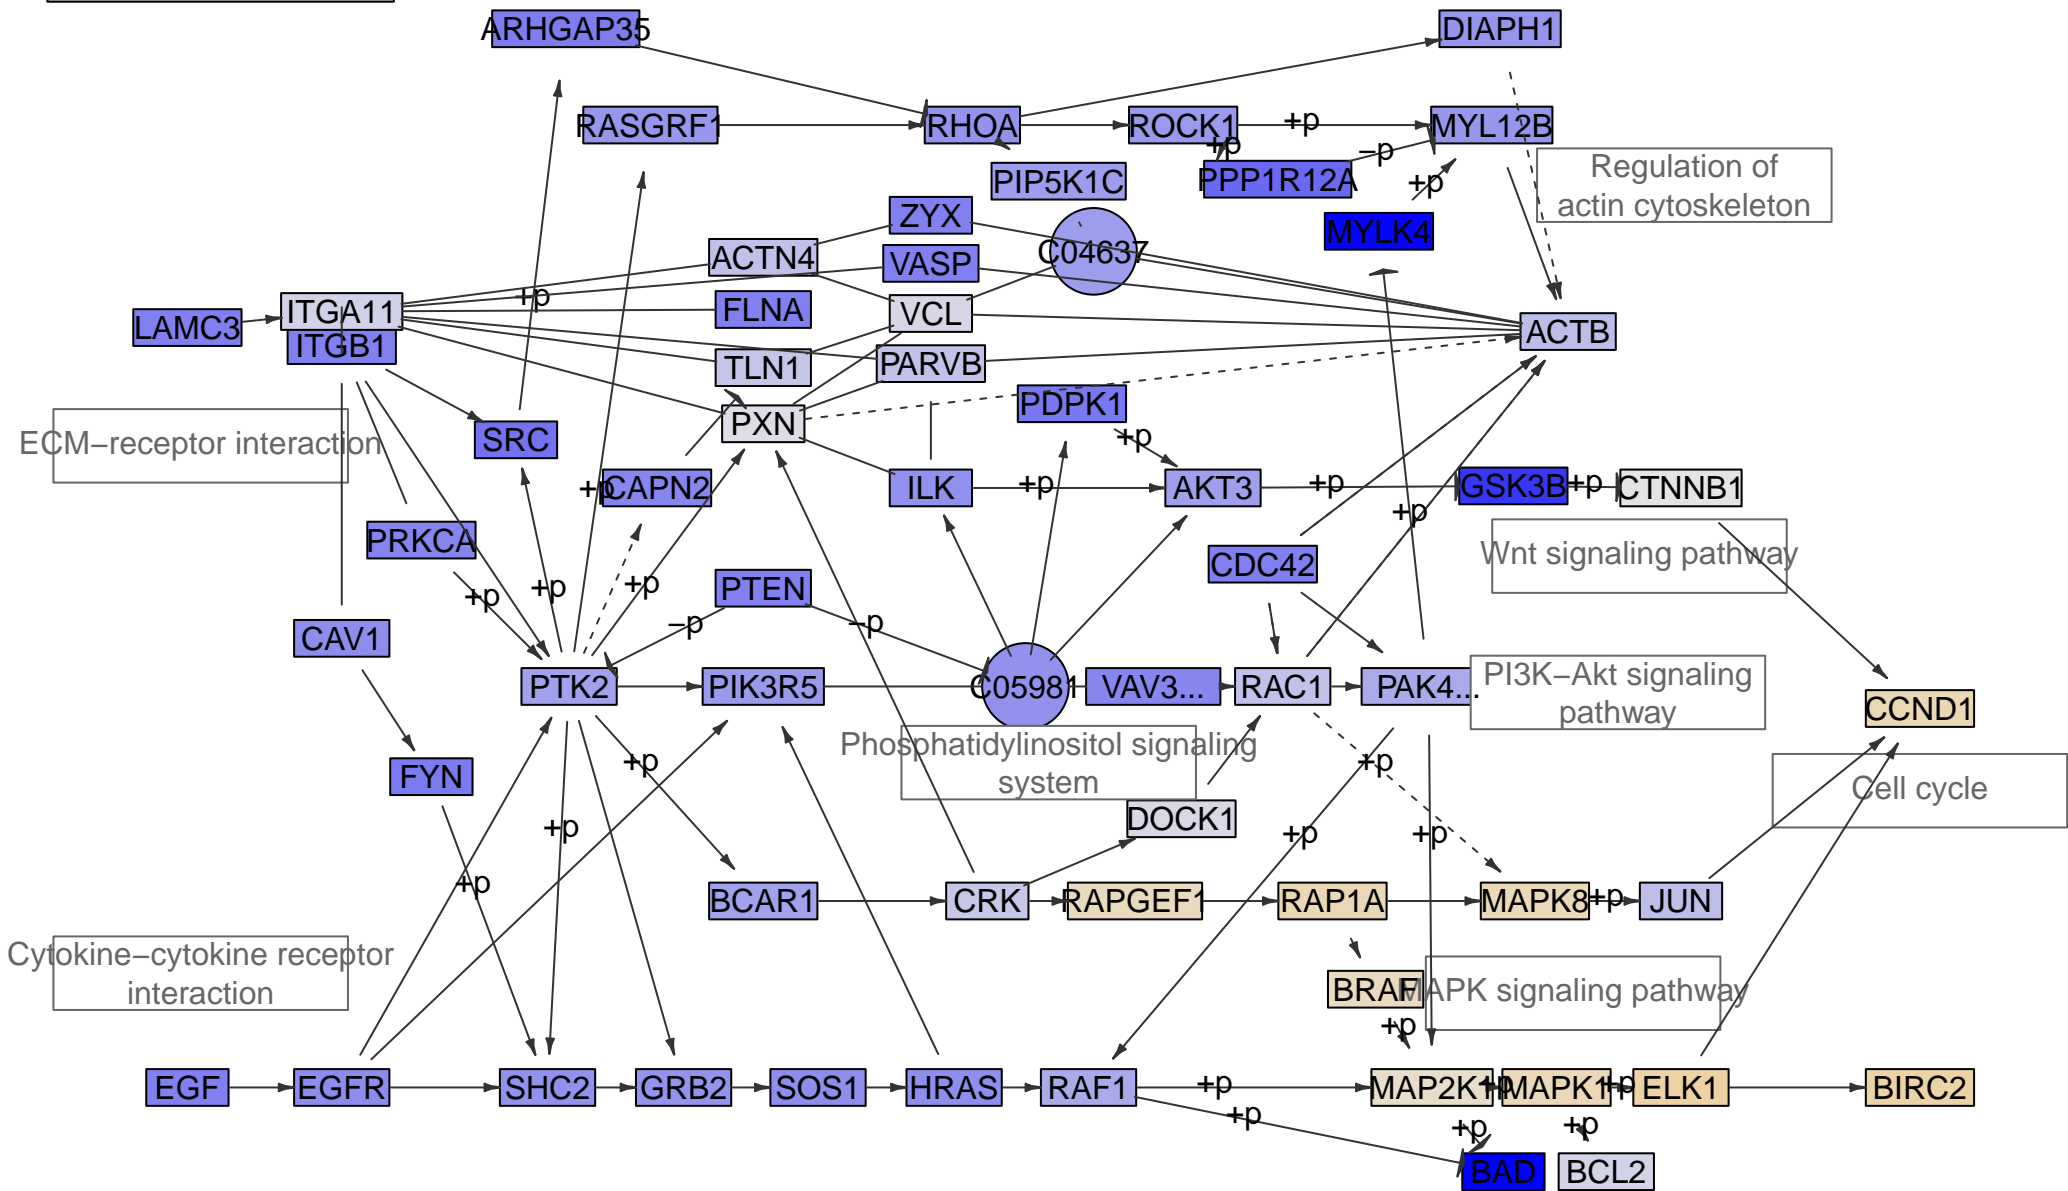 ARHGAP35
DIAPH1
RASGRF1
RHOA
ROCK1
+p
MYL12B
+p
−p
PIP5K1C
PPP1R12A
+p
Regulation of
actin cytoskeleton
ZYX
MYLK4
ACTN4
VASP
C04637
+p
ITGA11
FLNA
VCL
LAMC3
ITGB1
ACTB
TLN1
PARVB
PDPK1
PXN
ECM−receptor interaction
SRC
+p
+p
CAPN2
ILK
+p
AKT3
+p
GSK3B
+p
CTNNB1
+p
PRKCA
Wnt signaling pathway
CDC42
+p
+p
+p
PTEN
−p
−p
CAV1
PTK2
PIK3R5
C05981
VAV3...
RAC1
PAK4...
PI3K−Akt signaling
pathway
CCND1
Phosphatidylinositol signaling
system
FYN
+p
+p
Cell cycle
DOCK1
+p
+p
+p
+p
BCAR1
CRK
RAPGEF1
RAP1A
MAPK8
+p
JUN
Cytokine−cytokine receptor
interaction
BRAF
MAPK signaling pathway
+p
EGF
EGFR
SHC2
GRB2
SOS1
HRAS
RAF1
+p
MAP2K1
+p
MAPK1
+p
ELK1
BIRC2
+p
+p
+p
BAD
BCL2